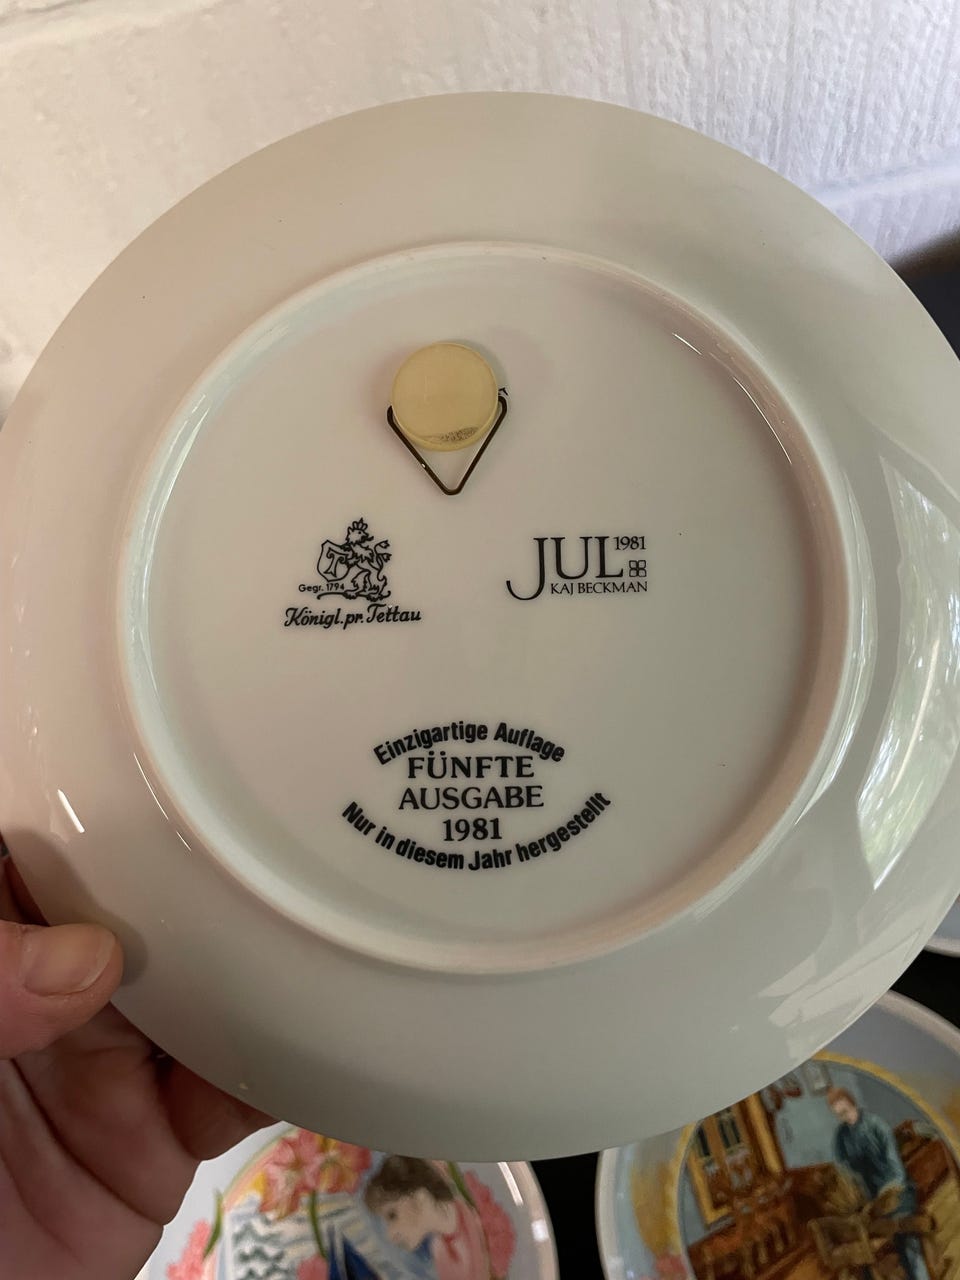 T
Gegr. 1794
Königl. pr. Tettau
JUL 1981
KAJ BECKMAN
Einzigartige Auflage
FÜNFTE
AUSGABE
1981
Nur in diesem Jahr hergestellt